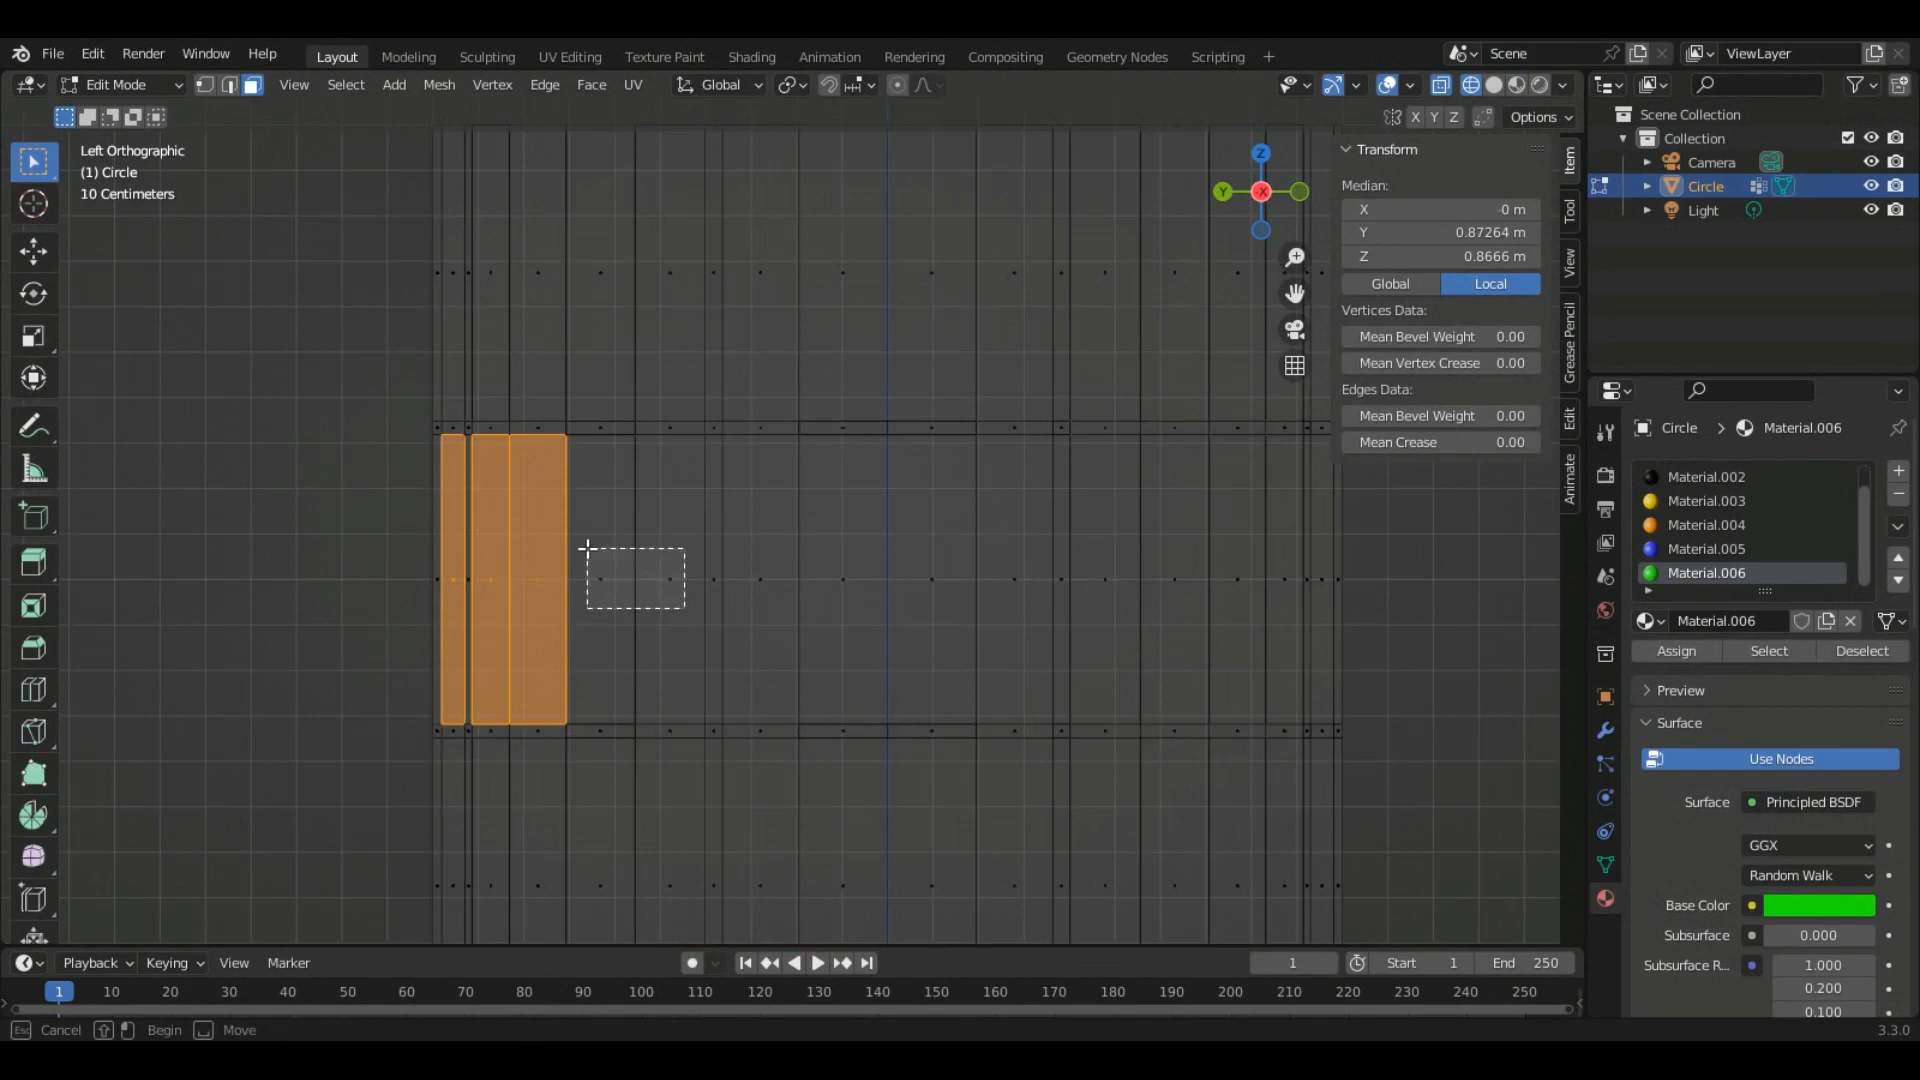 File Edit Render Window Help Layout Modeling Sculpting UV Editing Texture Paint Shading Animation Rendering Compositing Geometry Nodes Scripting + Scene ViewLayer
Edit Mode View Select Add Mesh Vertex Edge Face UV Global
X Y Z Options
Left Orthographic
(1) Circle
10 Centimeters
Z
Y
-X
Transform
Median:
X -0 m
Y 0.87264 m
Z 0.8666 m
Global Local
Vertices Data:
Mean Bevel Weight 0.00
Mean Vertex Crease 0.00
Edges Data:
Mean Bevel Weight 0.00
Mean Crease 0.00
Item
Tool
View
Grease Pencil
Edit
Animate
Scene Collection
Collection
Camera
Circle
Light
Circle > Material.006
Material.002
Material.003
Material.004
Material.005
Material.006
Material.006
Assign Select Deselect
Preview
Surface
Use Nodes
Surface Principled BSDF
GGX
Random Walk
Base Color
Subsurface 0.000
Subsurface R... 1.000
0.200
0.100
Playback Keying View Marker 1 Start 1 End 250
1 10 20 30 40 50 60 70 80 90 100 110 120 130 140 150 160 170 180 190 200 210 220 230 240 250
Esc Cancel Begin Move 3.3.0